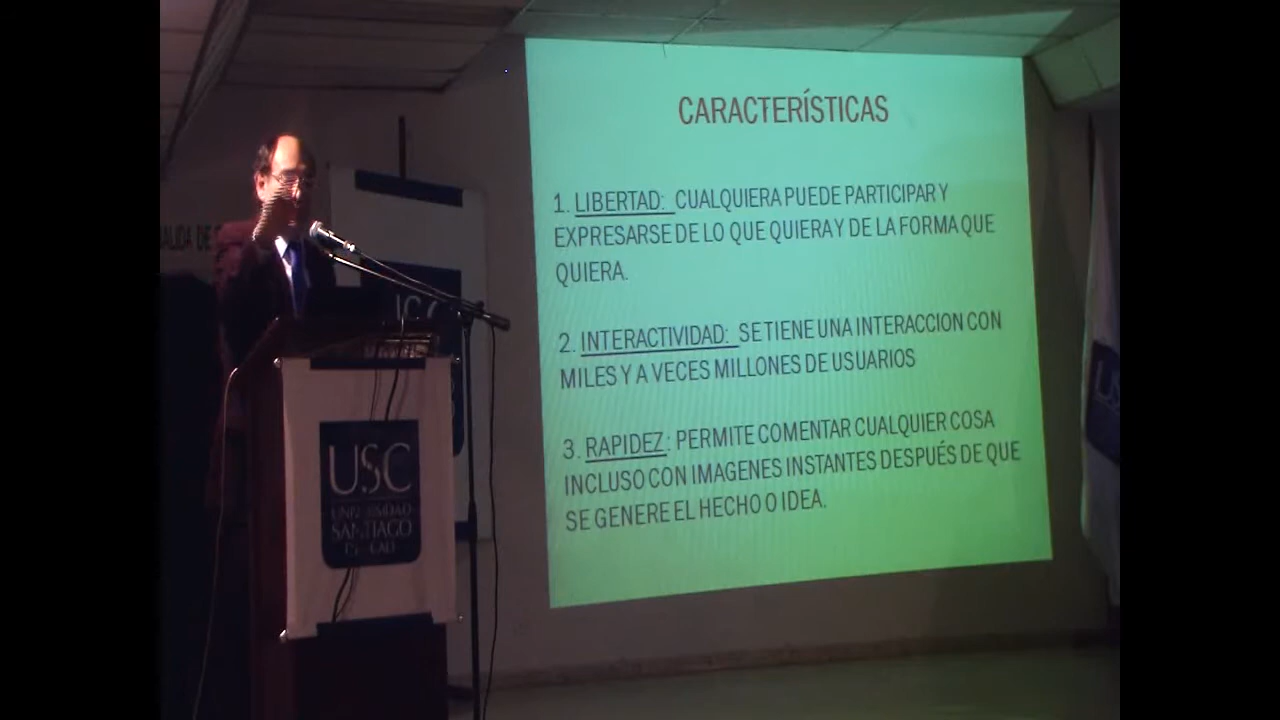 CARACTERÍSTICAS
1. LIBERTAD: CUALQUIERA PUEDE PARTICIPAR Y
EXPRESARSE DE LO QUE QUIERA Y DE LA FORMA QUE
QUIERA.
2. INTERACTIVIDAD: SE TIENE UNA INTERACCION CON
MILES Y A VECES MILLONES DE USUARIOS
3. RAPIDEZ: PERMITE COMENTAR CUALQUIER COSA
INCLUSO CON IMAGENES INSTANTES DESPUÉS DE QUE
SE GENERE EL HECHO O IDEA.
USC
UNIVERSIDAD
SANTIAGO
DE CALI